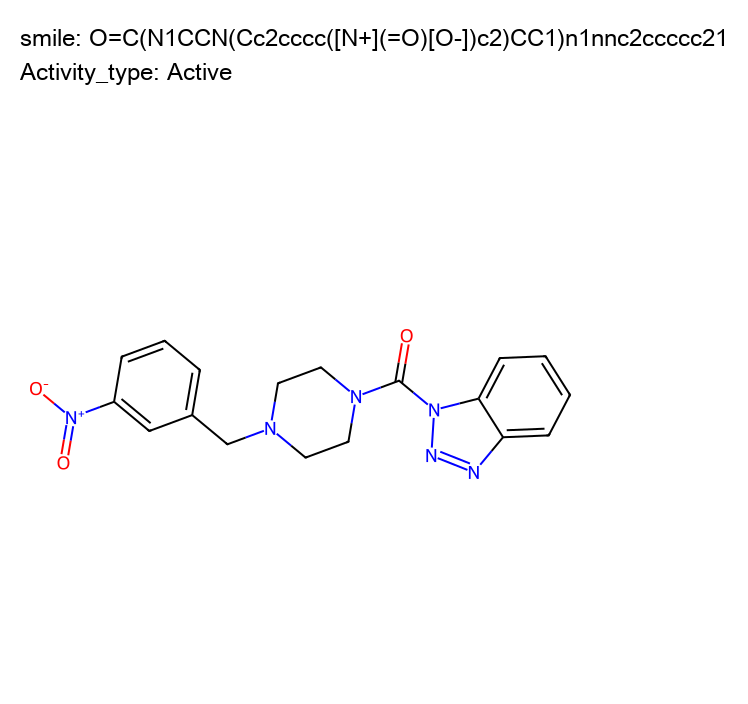 smile: O=C(N1CCN(Cc2cccc([N+](=O)[O-])c2)CC1)n1nnc2ccccc21
Activity_type: Active
O
O-
N
N+
N
N
O
N
N